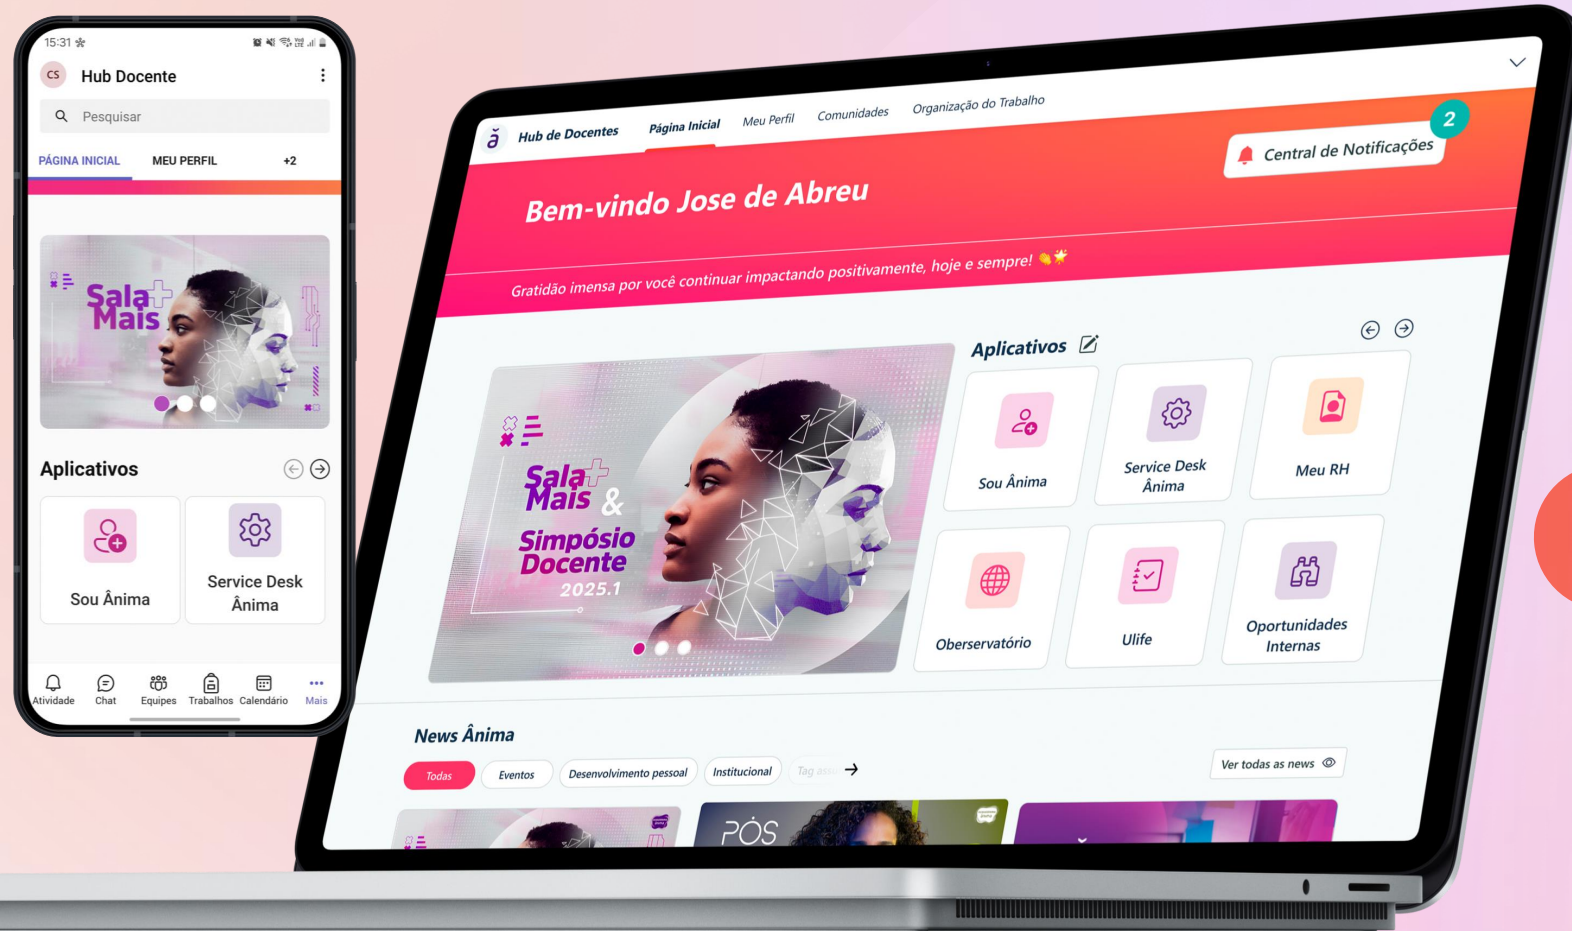 15:31
CS Hub Docente
Pesquisar
PÁGINA INICIAL MEU PERFIL +2
Sala+
Mais
Aplicativos
Sou Ânima
Service Desk
Ânima
Atividade Chat Equipes Trabalhos Calendário Mais
ă Hub de Docentes Página Inicial Meu Perfil Comunidades Organização do Trabalho
Central de Notificações 2
Bem-vindo Jose de Abreu
Gratidão imensa por você continuar impactando positivamente, hoje e sempre! 👏🌟
Sala+
Mais &
Simpósio
Docente
2025.1
Aplicativos
Sou Ânima
Service Desk
Ânima
Meu RH
Oberservatório
Ulife
Oportunidades
Internas
News Ânima
Todas Eventos Desenvolvimento pessoal Institucional Tag
Ver todas as news
PÓS